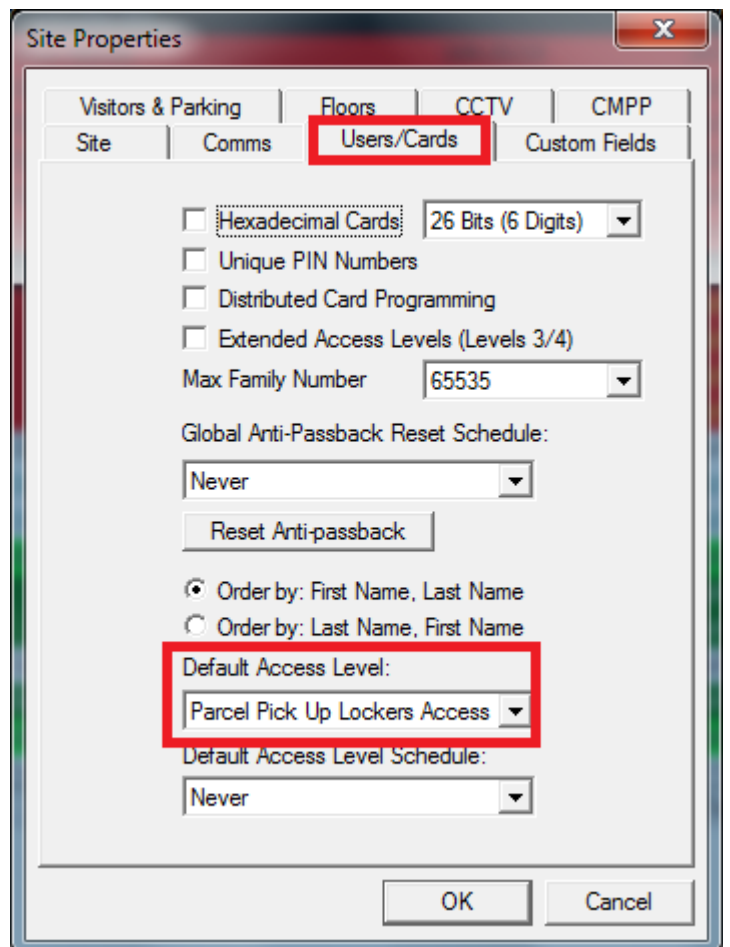 Site Properties
Visitors & Parking Floors CCTV CMPP
Site Comms Users/Cards Custom Fields
Hexadecimal Cards 26 Bits (6 Digits)
Unique PIN Numbers
Distributed Card Programming
Extended Access Levels (Levels 3/4)
Max Family Number 65535
Global Anti-Passback Reset Schedule:
Never
Reset Anti-passback
Order by: First Name, Last Name
Order by: Last Name, First Name
Default Access Level:
Parcel Pick Up Lockers Access
Default Access Level Schedule:
Never
OK Cancel